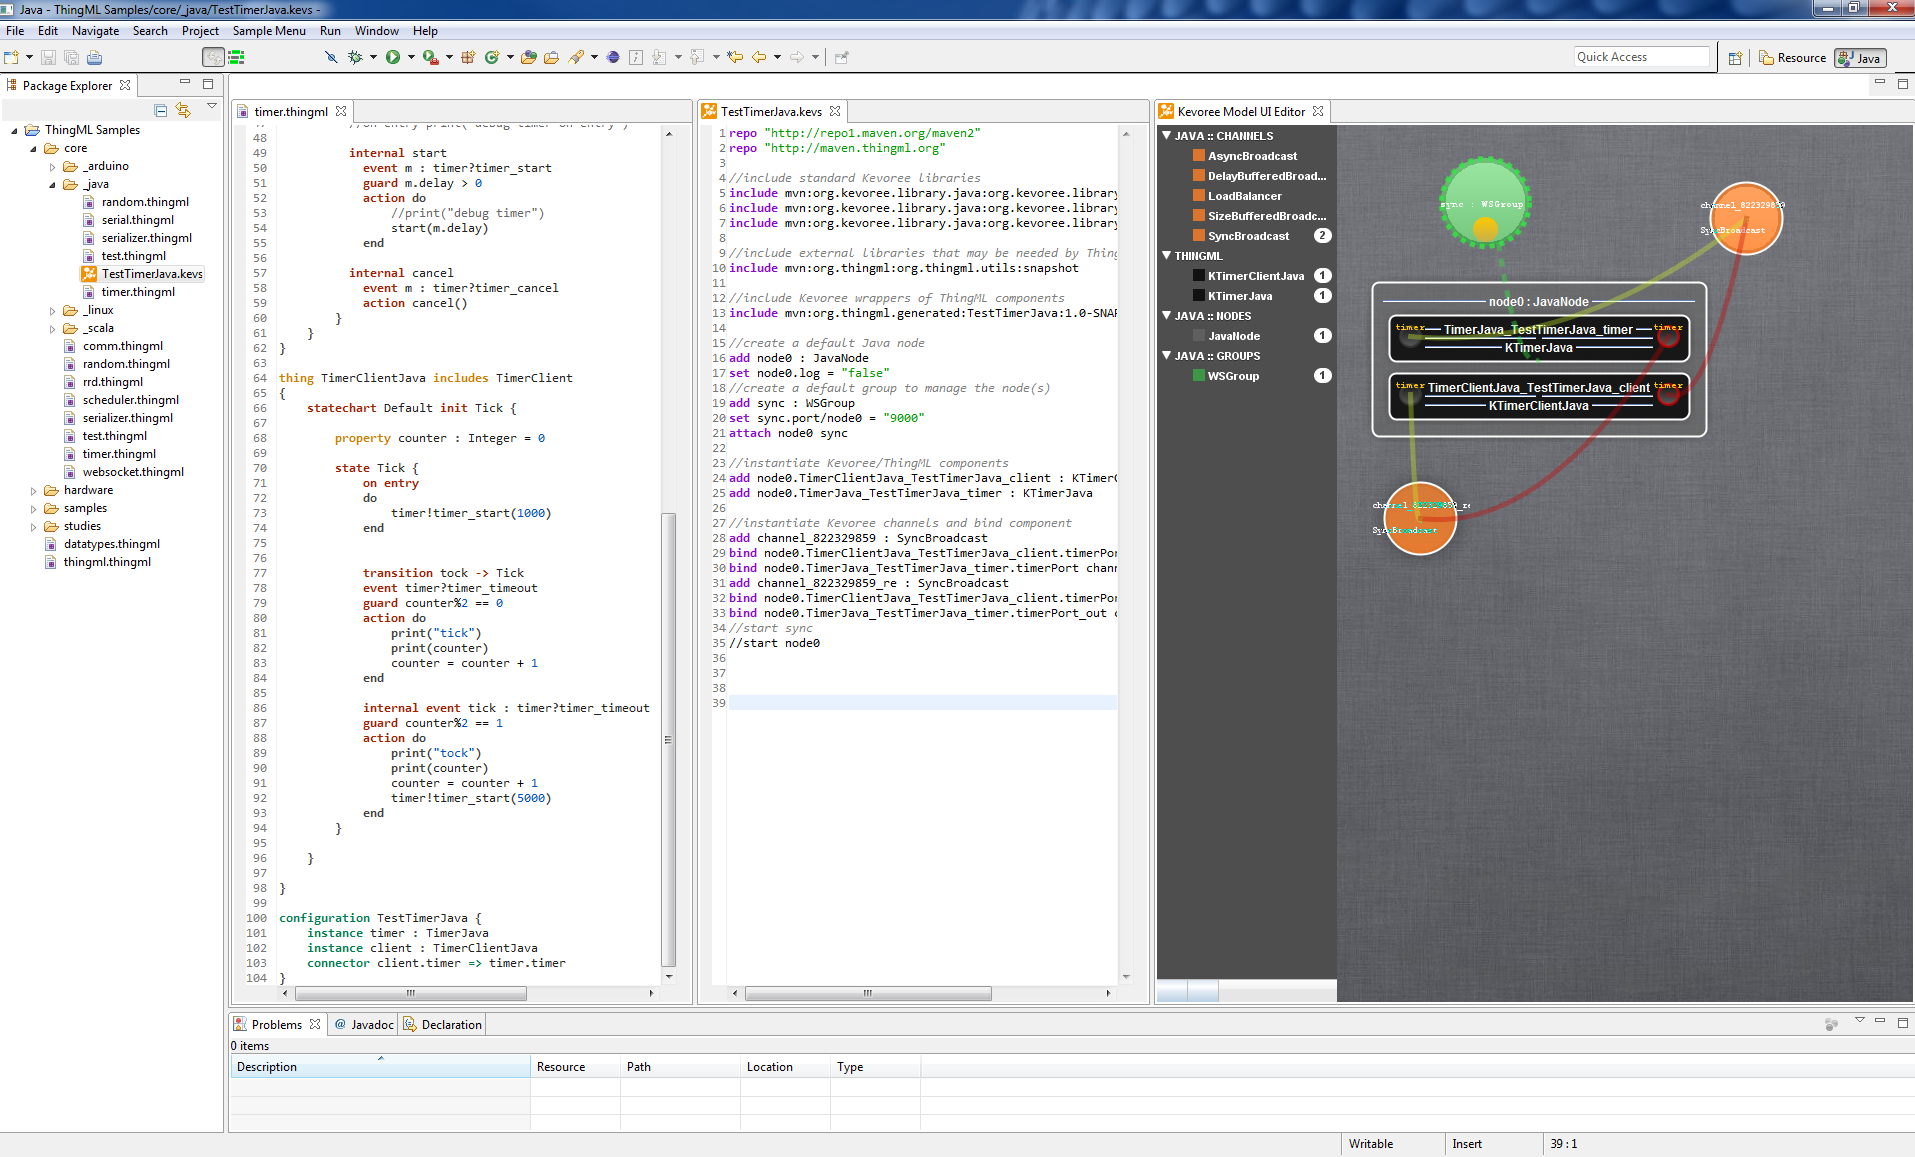 Java - ThingML Samples/core/_java/TestTimerJava.kevs -
File Edit Navigate Search Project Sample Menu Run Window Help
Quick Access
Resource
Java
Package Explorer
ThingML Samples
core
_arduino
_java
random.thingml
serial.thingml
serializer.thingml
test.thingml
TestTimerJava.kevs
timer.thingml
_linux
_scala
comm.thingml
random.thingml
rrd.thingml
scheduler.thingml
serializer.thingml
test.thingml
timer.thingml
websocket.thingml
hardware
samples
studies
datatypes.thingml
thingml.thingml
timer.thingml
48
49 internal start
50 event m : timer?timer_start
51 guard m.delay > 0
52 action do
53 //print("debug timer")
54 start(m.delay)
55 end
56
57 internal cancel
58 event m : timer?timer_cancel
59 action cancel()
60 }
61 }
62 }
63
64 thing TimerClientJava includes TimerClient
65 {
66 statechart Default init Tick {
67
68 property counter : Integer = 0
69
70 state Tick {
71 on entry
72 do
73 timer!timer_start(1000)
74 end
75
76
77 transition tock -> Tick
78 event timer?timer_timeout
79 guard counter%2 == 0
80 action do
81 print("tick")
82 print(counter)
83 counter = counter + 1
84 end
85
86 internal event tick : timer?timer_timeout
87 guard counter%2 == 1
88 action do
89 print("tock")
90 print(counter)
91 counter = counter + 1
92 timer!timer_start(5000)
93 end
94 }
95
96 }
97
98 }
99
100 configuration TestTimerJava {
101 instance timer : TimerJava
102 instance client : TimerClientJava
103 connector client.timer => timer.timer
104 }
TestTimerJava.kevs
1 repo "http://repo1.maven.org/maven2"
2 repo "http://maven.thingml.org"
3
4 //include standard Kevoree libraries
5 include mvn:org.kevoree.library.java:org.kevoree.library
6 include mvn:org.kevoree.library.java:org.kevoree.library
7 include mvn:org.kevoree.library.java:org.kevoree.library
8
9 //include external libraries that may be needed by Thing
10 include mvn:org.thingml:org.thingml.utils:snapshot
11
12 //include Kevoree wrappers of ThingML components
13 include mvn:org.thingml.generated:TestTimerJava:1.0-SNAP
14
15 //create a default Java node
16 add node0 : JavaNode
17 set node0.log = "false"
18 //create a default group to manage the node(s)
19 add sync : WSGroup
20 set sync.port/node0 = "9000"
21 attach node0 sync
22
23 //instantiate Kevoree/ThingML components
24 add node0.TimerClientJava_TestTimerJava_client : KTimerC
25 add node0.TimerJava_TestTimerJava_timer : KTimerJava
26
27 //instantiate Kevoree channels and bind component
28 add channel_822329859 : SyncBroadcast
29 bind node0.TimerClientJava_TestTimerJava_client.timerPor
30 bind node0.TimerJava_TestTimerJava_timer.timerPort chann
31 add channel_822329859_re : SyncBroadcast
32 bind node0.TimerClientJava_TestTimerJava_client.timerPor
33 bind node0.TimerJava_TestTimerJava_timer.timerPort_out c
34 //start sync
35 //start node0
36
37
38
39
Kevoree Model UI Editor
JAVA :: CHANNELS
AsyncBroadcast
DelayBufferedBroad...
LoadBalancer
SizeBufferedBroadc...
SyncBroadcast 2
THINGML
KTimerClientJava 1
KTimerJava 1
JAVA :: NODES
JavaNode 1
JAVA :: GROUPS
WSGroup 1
sync : WSGroup
channel_822329859
SyncBroadcast
node0 : JavaNode
timer TimerJava_TestTimerJava_timer timer
KTimerJava
timer TimerClientJava_TestTimerJava_client timer
KTimerClientJava
channel_822329859_re
SyncBroadcast
Problems
@ Javadoc
Declaration
0 items
Description Resource Path Location Type
Writable Insert 39 : 1